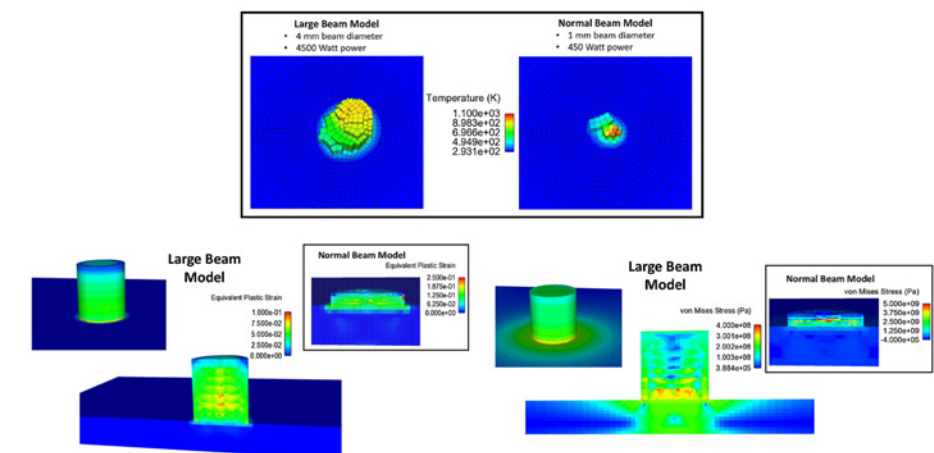 Large Beam Model
• 4 mm beam diameter
• 4500 Watt power
Normal Beam Model
• 1 mm beam diameter
• 450 Watt power
Temperature (K)
1.100e+03
8.983e+02
6.966e+02
4.949e+02
2.931e+02
Large Beam
Model
Equivalent Plastic Strain
1.000e-01
7.500e-02
5.000e-02
2.500e-02
0.000e+00
Normal Beam Model
Equivalent Plastic Strain
2.500e-01
1.875e-01
1.250e-01
6.250e-02
0.000e+00
Large Beam
Model
von Mises Stress (Pa)
4.000e+08
3.001e+08
2.002e+08
1.003e+08
3.884e+05
Normal Beam Model
von Mises Stress (Pa)
5.000e+09
3.750e+09
2.500e+09
1.250e+09
-4.000e+05